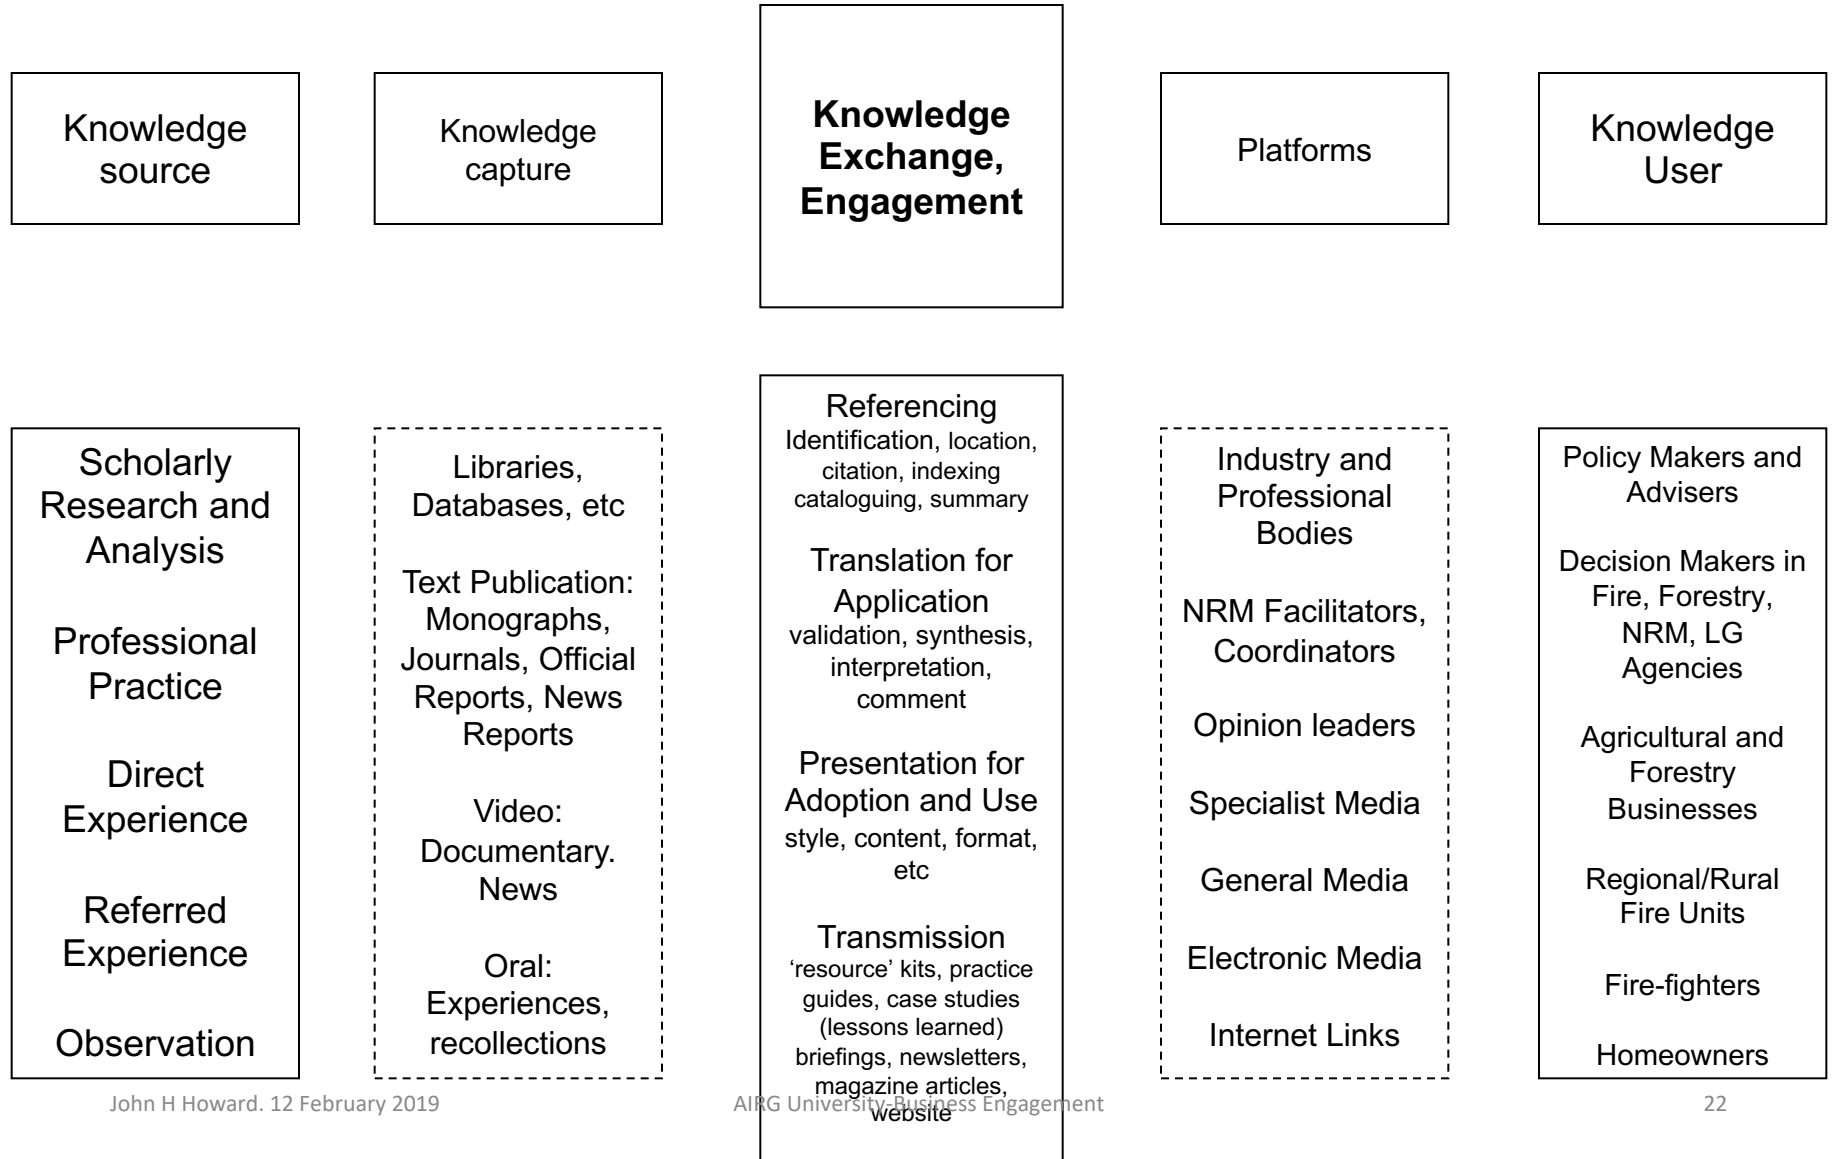 Knowledge
source
Knowledge
capture
Knowledge
Exchange,
Engagement
Platforms
Knowledge
User
Scholarly
Research and
Analysis
Professional
Practice
Direct
Experience
Referred
Experience
Observation
Libraries,
Databases, etc
Text Publication:
Monographs,
Journals, Official
Reports, News
Reports
Video:
Documentary.
News
Oral:
Experiences,
recollections
Referencing
Identification, location,
citation, indexing
cataloguing, summary
Translation for
Application
validation, synthesis,
interpretation,
comment
Presentation for
Adoption and Use
style, content, format,
etc
Transmission
‘resource’ kits, practice
guides, case studies
(lessons learned)
briefings, newsletters,
magazine articles,
website
Industry and
Professional
Bodies
NRM Facilitators,
Coordinators
Opinion leaders
Specialist Media
General Media
Electronic Media
Internet Links
Policy Makers and
Advisers
Decision Makers in
Fire, Forestry,
NRM, LG
Agencies
Agricultural and
Forestry
Businesses
Regional/Rural
Fire Units
Fire-fighters
Homeowners
John H Howard. 12 February 2019
AIRG University-Business Engagement
22